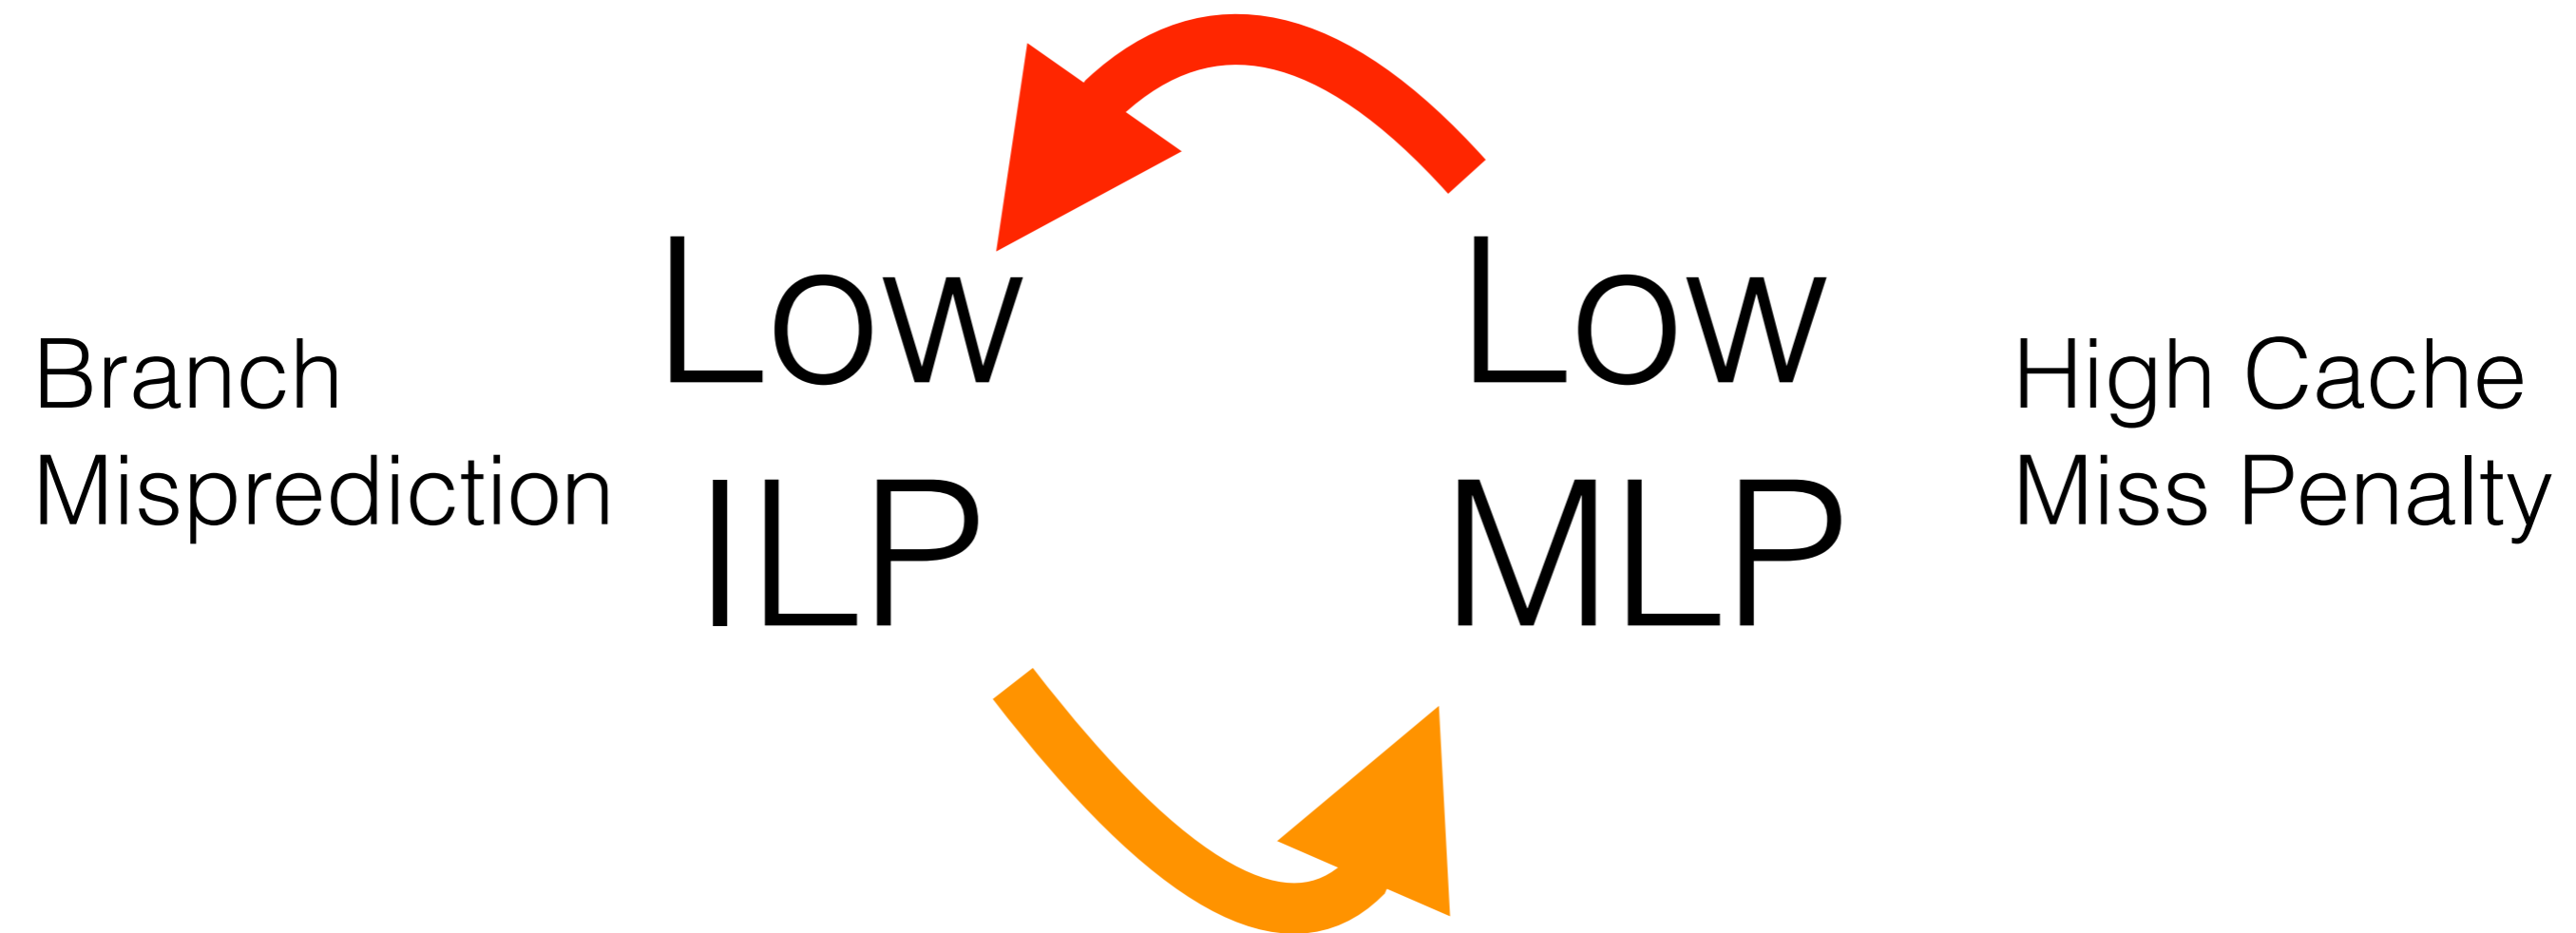 Branch
Misprediction
Low
ILP
Low
MLP
High Cache
Miss Penalty